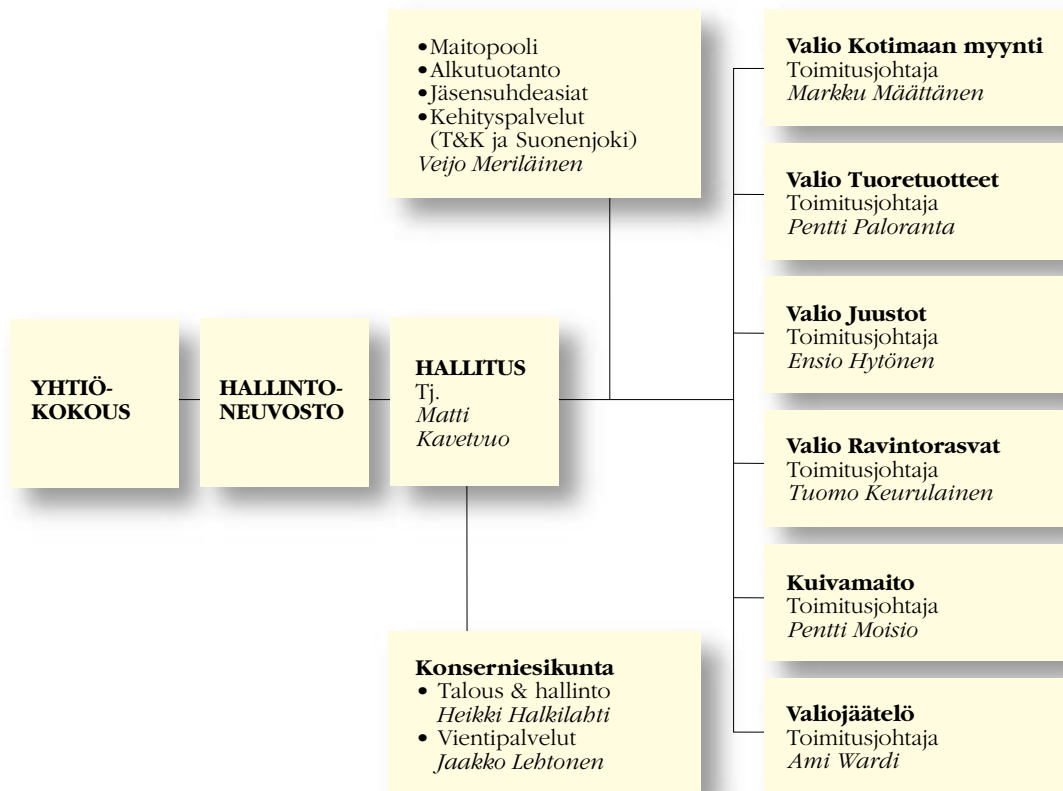 •Maitopooli
•Alkutuotanto
•Jäsensuhdeasiat
•Kehityspalvelut
(T&K ja Suonenjoki)
Veijo Meriläinen
YHTIÖ-
KOKOUS
HALLINTO-
NEUVOSTO
HALLITUS
Tj.
Matti
Kavetvuo
Konserniesikunta
• Talous & hallinto
Heikki Halkilahti
• Vientipalvelut
Jaakko Lehtonen
Valio Kotimaan myynti
Toimitusjohtaja
Markku Määttänen
Valio Tuoretuotteet
Toimitusjohtaja
Pentti Paloranta
Valio Juustot
Toimitusjohtaja
Ensio Hytönen
Valio Ravintorasvat
Toimitusjohtaja
Tuomo Keurulainen
Kuivamaito
Toimitusjohtaja
Pentti Moisio
Valiojäätelö
Toimitusjohtaja
Ami Wardi